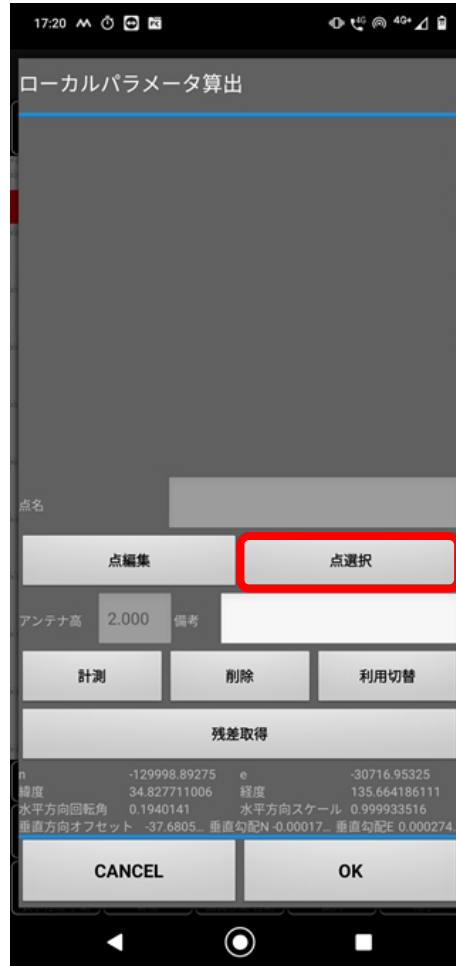 17:20 4G 4G+
ローカルパラメータ算出
点名
点編集 点選択
アンテナ高 2.000 備考
計測 削除 利用切替
残差取得
n -129998.89275 e -30716.95325
緯度 34.827711006 経度 135.664186111
水平方向回転角 0.1940141 水平方向スケール 0.999933516
垂直方向オフセット -37.6805... 垂直勾配N -0.00017... 垂直勾配E 0.000274.
CANCEL OK